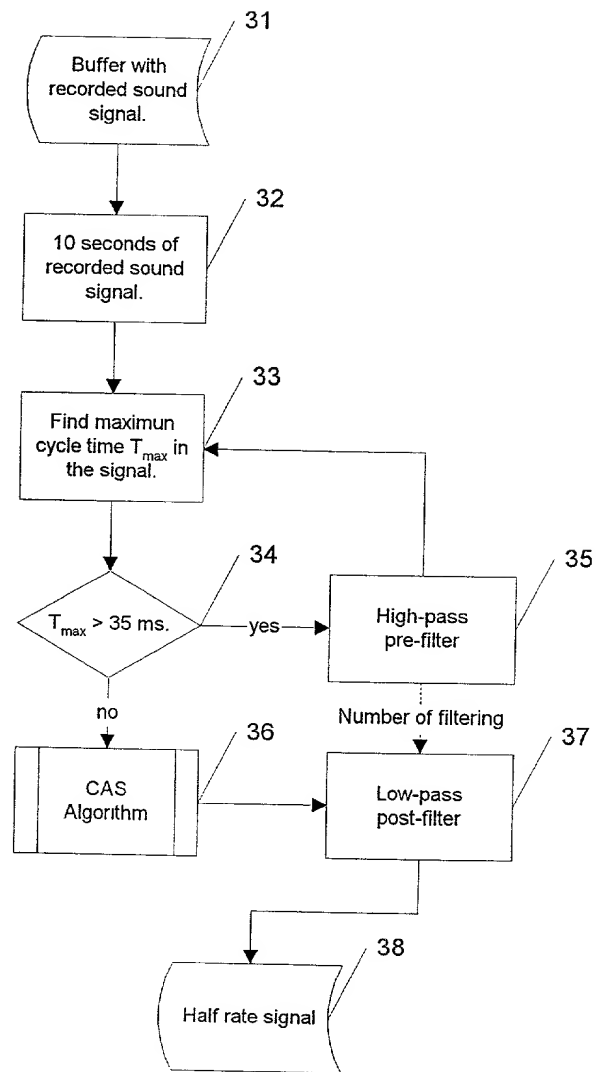 31
Buffer with
recorded sound
signal.
32
10 seconds of
recorded sound
signal.
33
Find maximun
cycle time Tmax in
the signal.
34
Tmax > 35 ms.
yes
35
High-pass
pre-filter
no
Number of filtering
36
CAS
Algorithm
37
Low-pass
post-filter
38
Half rate signal